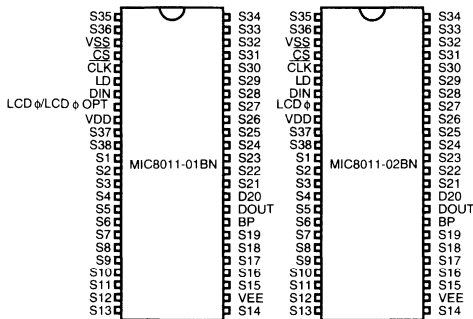 S35
S36
VSS
C̅S̅
C̅L̅K̅
LD
DIN
LCD φ/LCD φ OPT
VDD
S37
S38
S1
S2
S3
S4
S5
S6
S7
S8
S9
S10
S11
S12
S13
MIC8011-01BN
S34
S33
S32
S31
S30
S29
S28
S27
S26
S25
S24
S23
S22
S21
D20
DOUT
BP
S19
S18
S17
S16
S15
VEE
S14
S35
S36
VSS
C̅S̅
C̅L̅K̅
LD
DIN
LCD φ
VDD
S37
S38
S1
S2
S3
S4
S5
S6
S7
S8
S9
S10
S11
S12
S13
MIC8011-02BN
S34
S33
S32
S31
S30
S29
S28
S27
S26
S25
S24
S23
S22
S21
D20
DOUT
BP
S19
S18
S17
S16
S15
VEE
S14